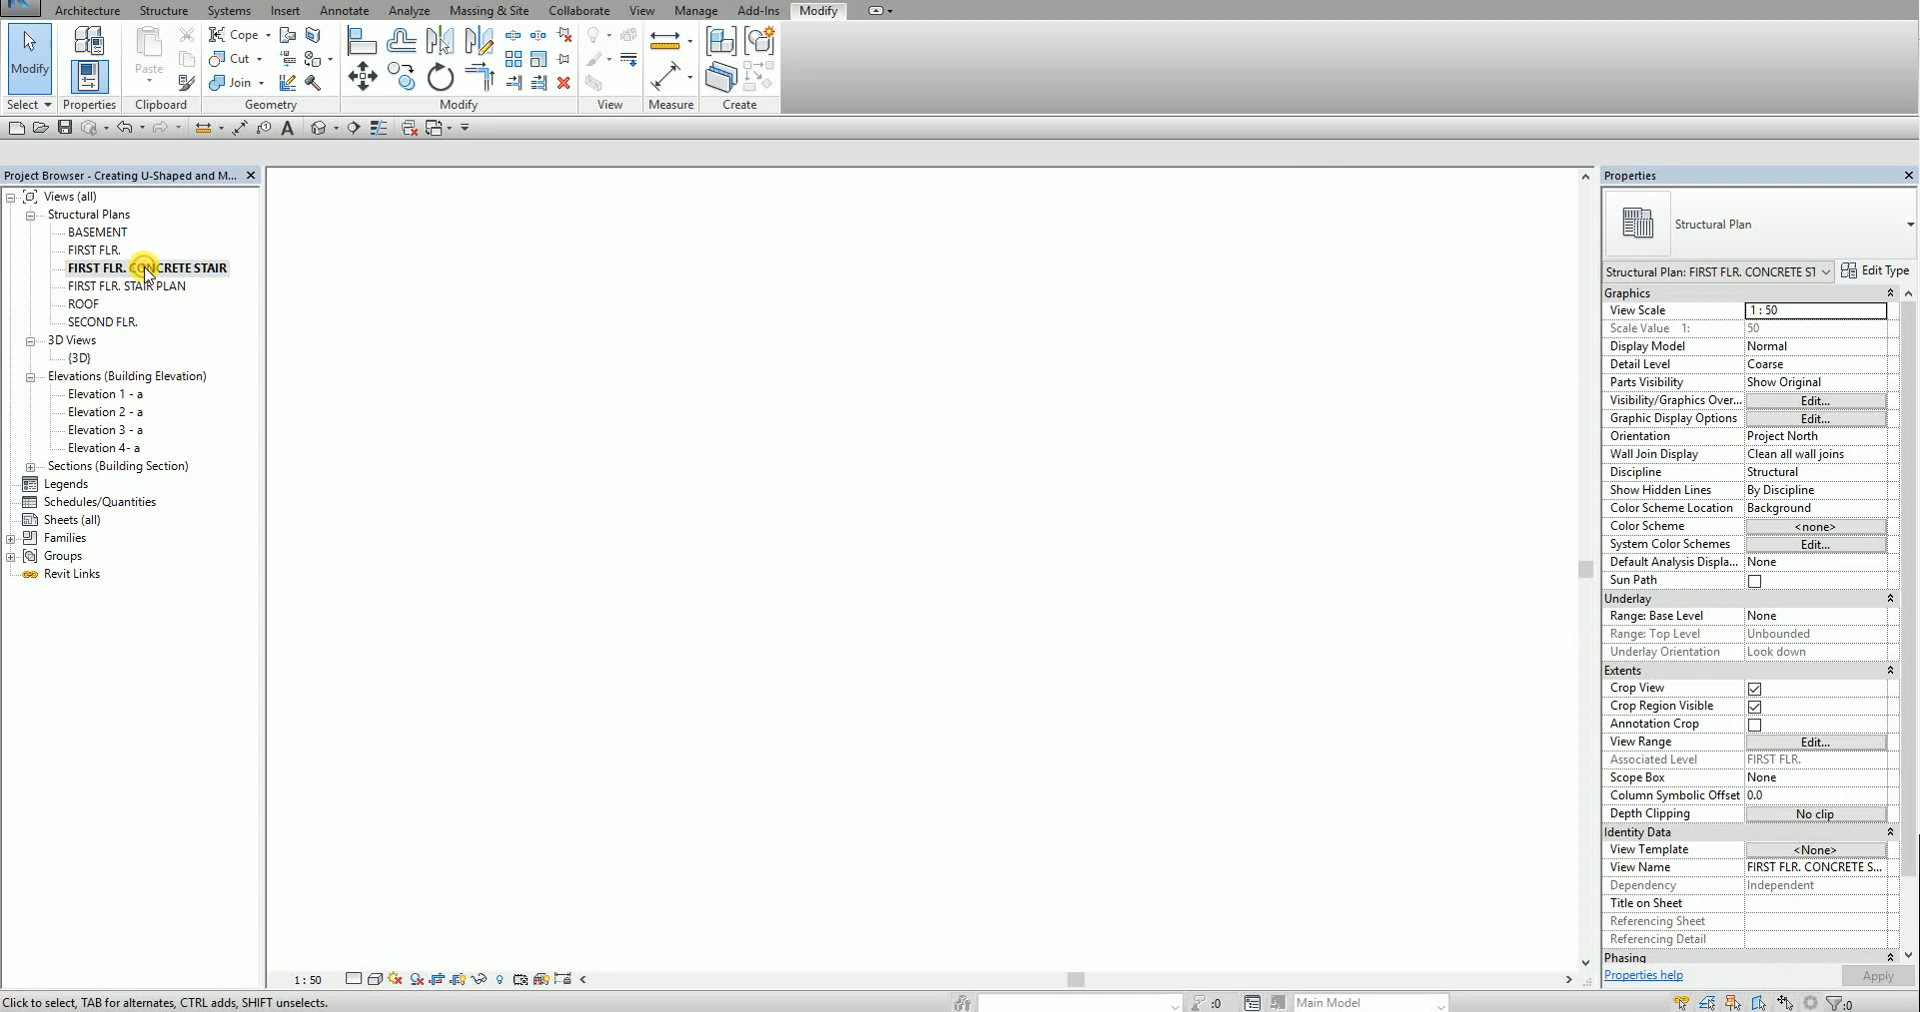 Architecture Structure Systems Insert Annotate Analyze Massing & Site Collaborate View Manage Add-Ins Modify
Modify
Paste
Cope
Cut
Join
Select Properties Clipboard Geometry Modify View Measure Create
A
Project Browser - Creating U-Shaped and M...
Views (all)
Structural Plans
BASEMENT
FIRST FLR.
FIRST FLR. CONCRETE STAIR
FIRST FLR. STAIR PLAN
ROOF
SECOND FLR.
3D Views
{3D}
Elevations (Building Elevation)
Elevation 1 - a
Elevation 2 - a
Elevation 3 - a
Elevation 4- a
Sections (Building Section)
Legends
Schedules/Quantities
Sheets (all)
Families
Groups
Revit Links
Properties
Structural Plan
Structural Plan: FIRST FLR. CONCRETE ST Edit Type
Graphics
View Scale 1 : 50
Scale Value 1: 50
Display Model Normal
Detail Level Coarse
Parts Visibility Show Original
Visibility/Graphics Over... Edit...
Graphic Display Options Edit...
Orientation Project North
Wall Join Display Clean all wall joins
Discipline Structural
Show Hidden Lines By Discipline
Color Scheme Location Background
Color Scheme <none>
System Color Schemes Edit...
Default Analysis Displa... None
Sun Path
Underlay
Range: Base Level None
Range: Top Level Unbounded
Underlay Orientation Look down
Extents
Crop View
Crop Region Visible
Annotation Crop
View Range Edit...
Associated Level FIRST FLR.
Scope Box None
Column Symbolic Offset 0.0
Depth Clipping No clip
Identity Data
View Template <None>
View Name FIRST FLR. CONCRETE S...
Dependency Independent
Title on Sheet
Referencing Sheet
Referencing Detail
Phasing
Properties help Apply
1 : 50
Click to select, TAB for alternates, CTRL adds, SHIFT unselects. :0 Main Model :0